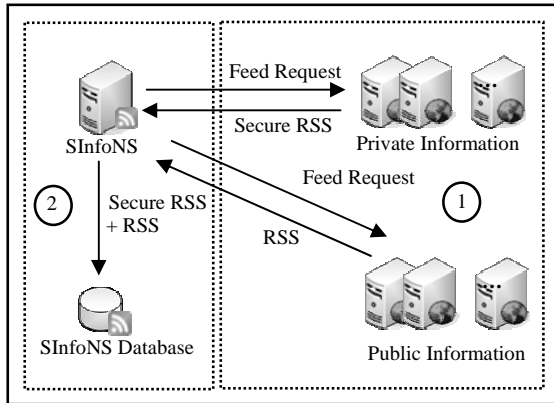 Feed Request
Secure RSS
SInfoNS
Private Information
Feed Request
2
Secure RSS
+ RSS
RSS
1
SInfoNS Database
Public Information